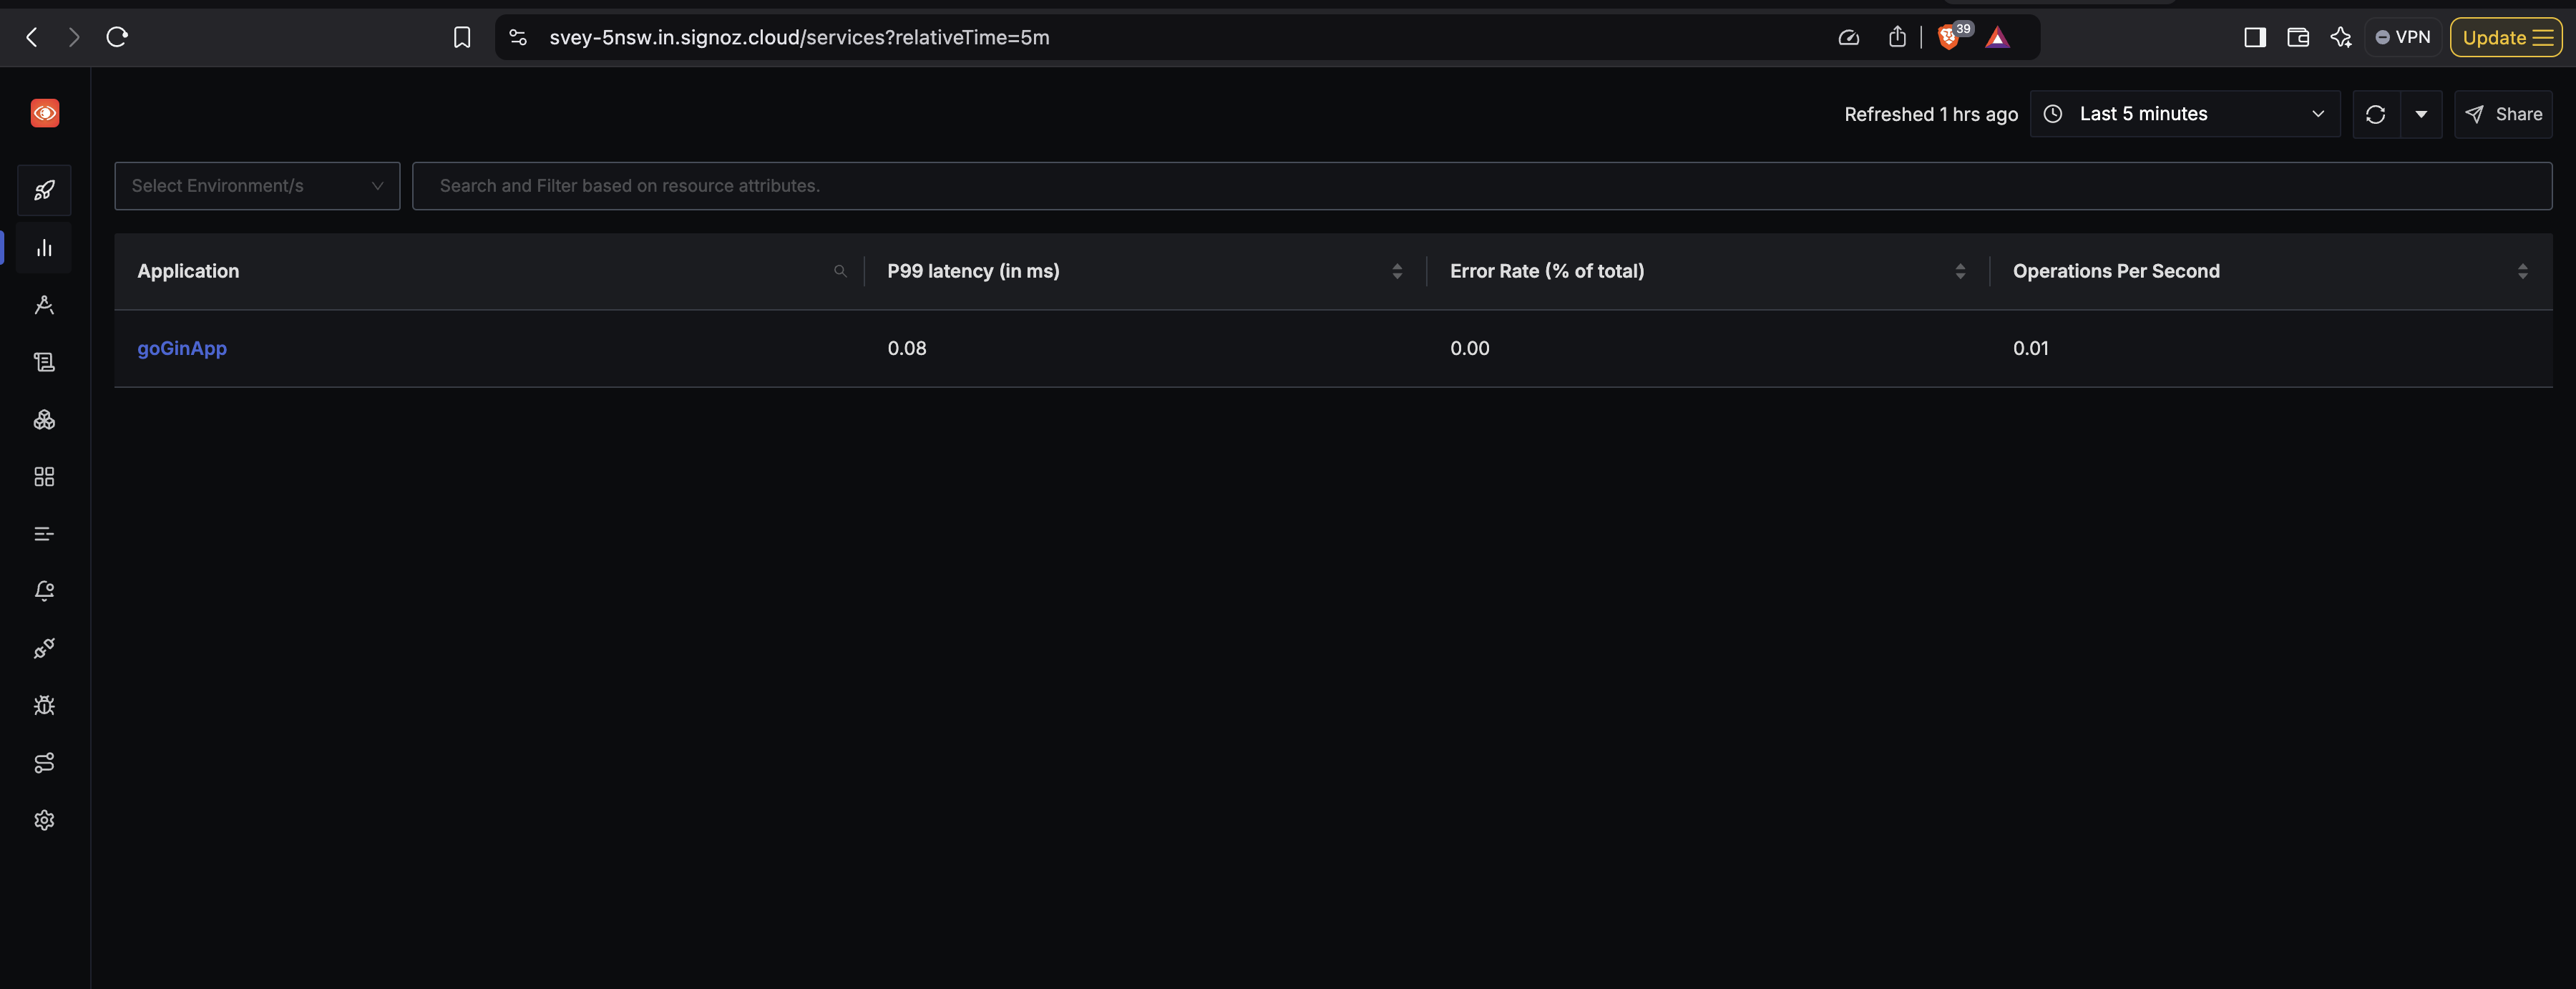 svey-5nsw.in.signoz.cloud/services?relativeTime=5m
39
VPN
Update
Refreshed 1 hrs ago
Last 5 minutes
Share
Select Environment/s
Search and Filter based on resource attributes.
Application P99 latency (in ms) Error Rate (% of total) Operations Per Second
goGinApp 0.08 0.00 0.01